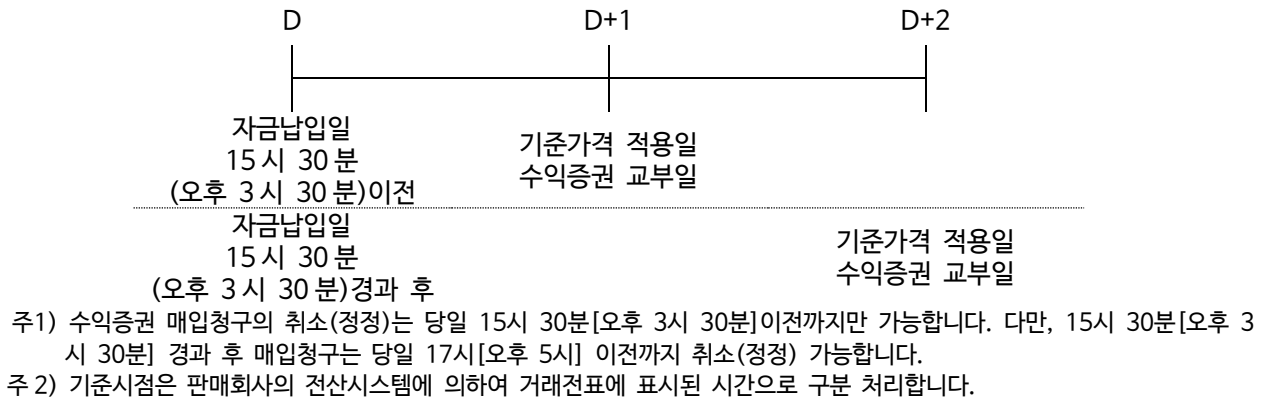 D D+1 D+2
자금납입일
15시 30분
(오후 3시 30분)이전
기준가격 적용일
수익증권 교부일
자금납입일
15시 30분
(오후 3시 30분)경과 후
기준가격 적용일
수익증권 교부일
주1) 수익증권 매입청구의 취소(정정)는 당일 15시 30분[오후 3시 30분]이전까지만 가능합니다. 다만, 15시 30분[오후 3
시 30분] 경과 후 매입청구는 당일 17시[오후 5시] 이전까지 취소(정정) 가능합니다.
주 2) 기준시점은 판매회사의 전산시스템에 의하여 거래전표에 표시된 시간으로 구분 처리합니다.